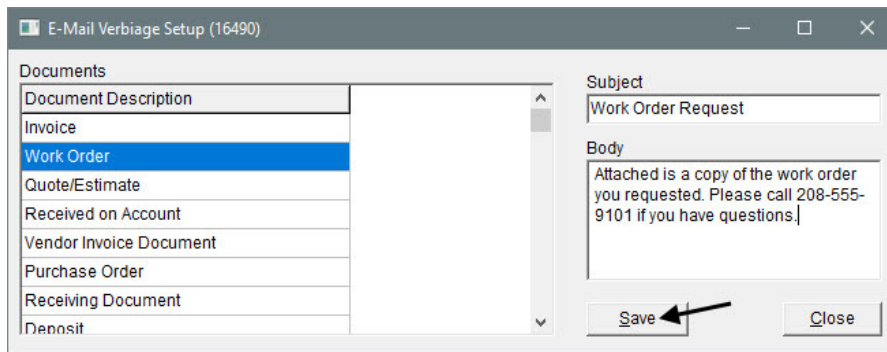 E-Mail Verbiage Setup (16490)
Documents
Document Description
Invoice
Work Order
Quote/Estimate
Received on Account
Vendor Invoice Document
Purchase Order
Receiving Document
Deposit
Subject
Work Order Request
Body
Attached is a copy of the work order
you requested. Please call 208-555-
9101 if you have questions.
Save
Close